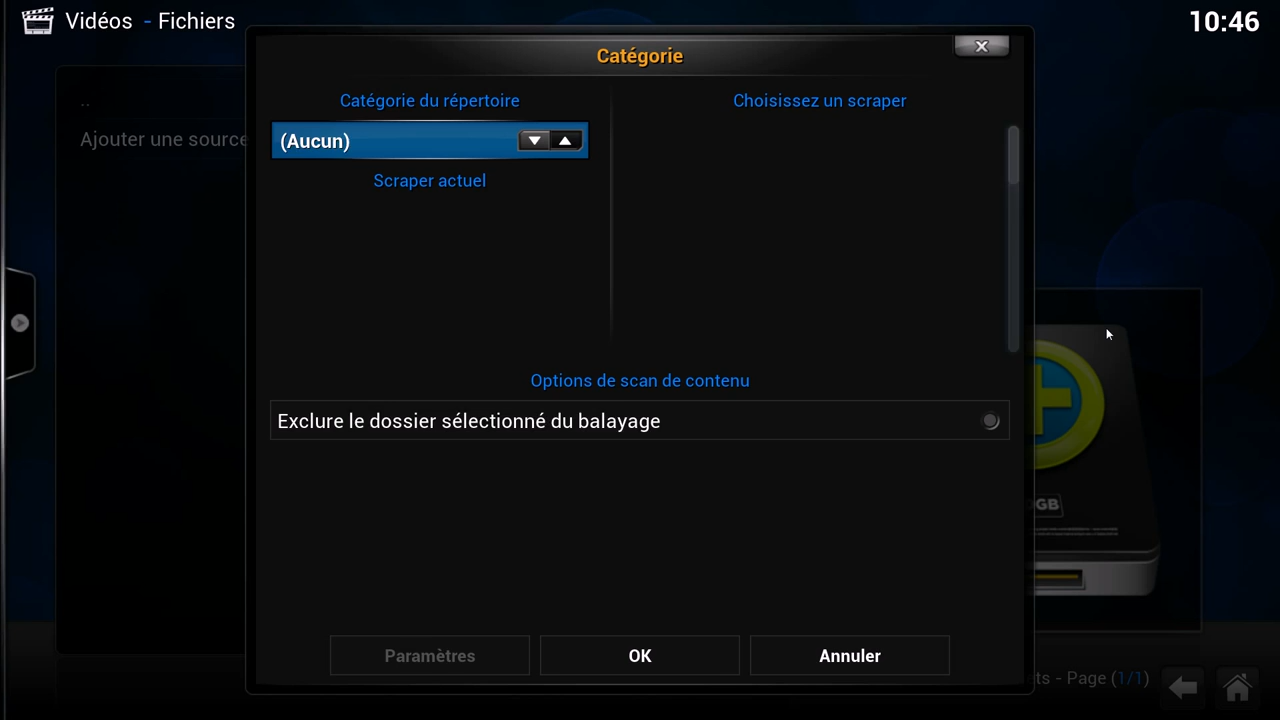 Vidéos - Fichiers
10:46
Catégorie
Catégorie du répertoire
Choisissez un scraper
..
Ajouter une source
(Aucun)
Scraper actuel
Options de scan de contenu
Exclure le dossier sélectionné du balayage
GB
Paramètres
OK
Annuler
ts - Page (1/1)